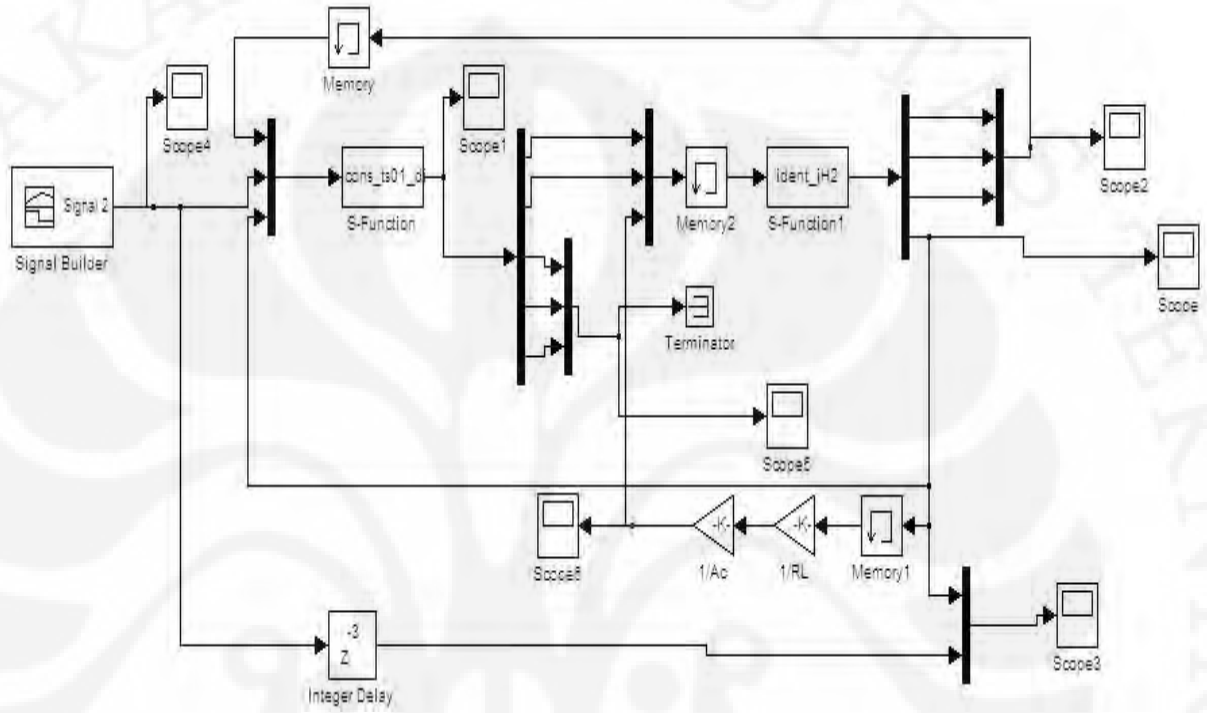 Memory
Scope4
Scope1
Signal 2
Signal Builder
cons_ts01_di
S-Function
Memory2
ident_iH2
S-Function1
Scope2
Scope
Terminator
Scope5
Scope6
-K-
1/Ac
-K-
1/RL
Memory1
-3
Z
Integer Delay
Scope3